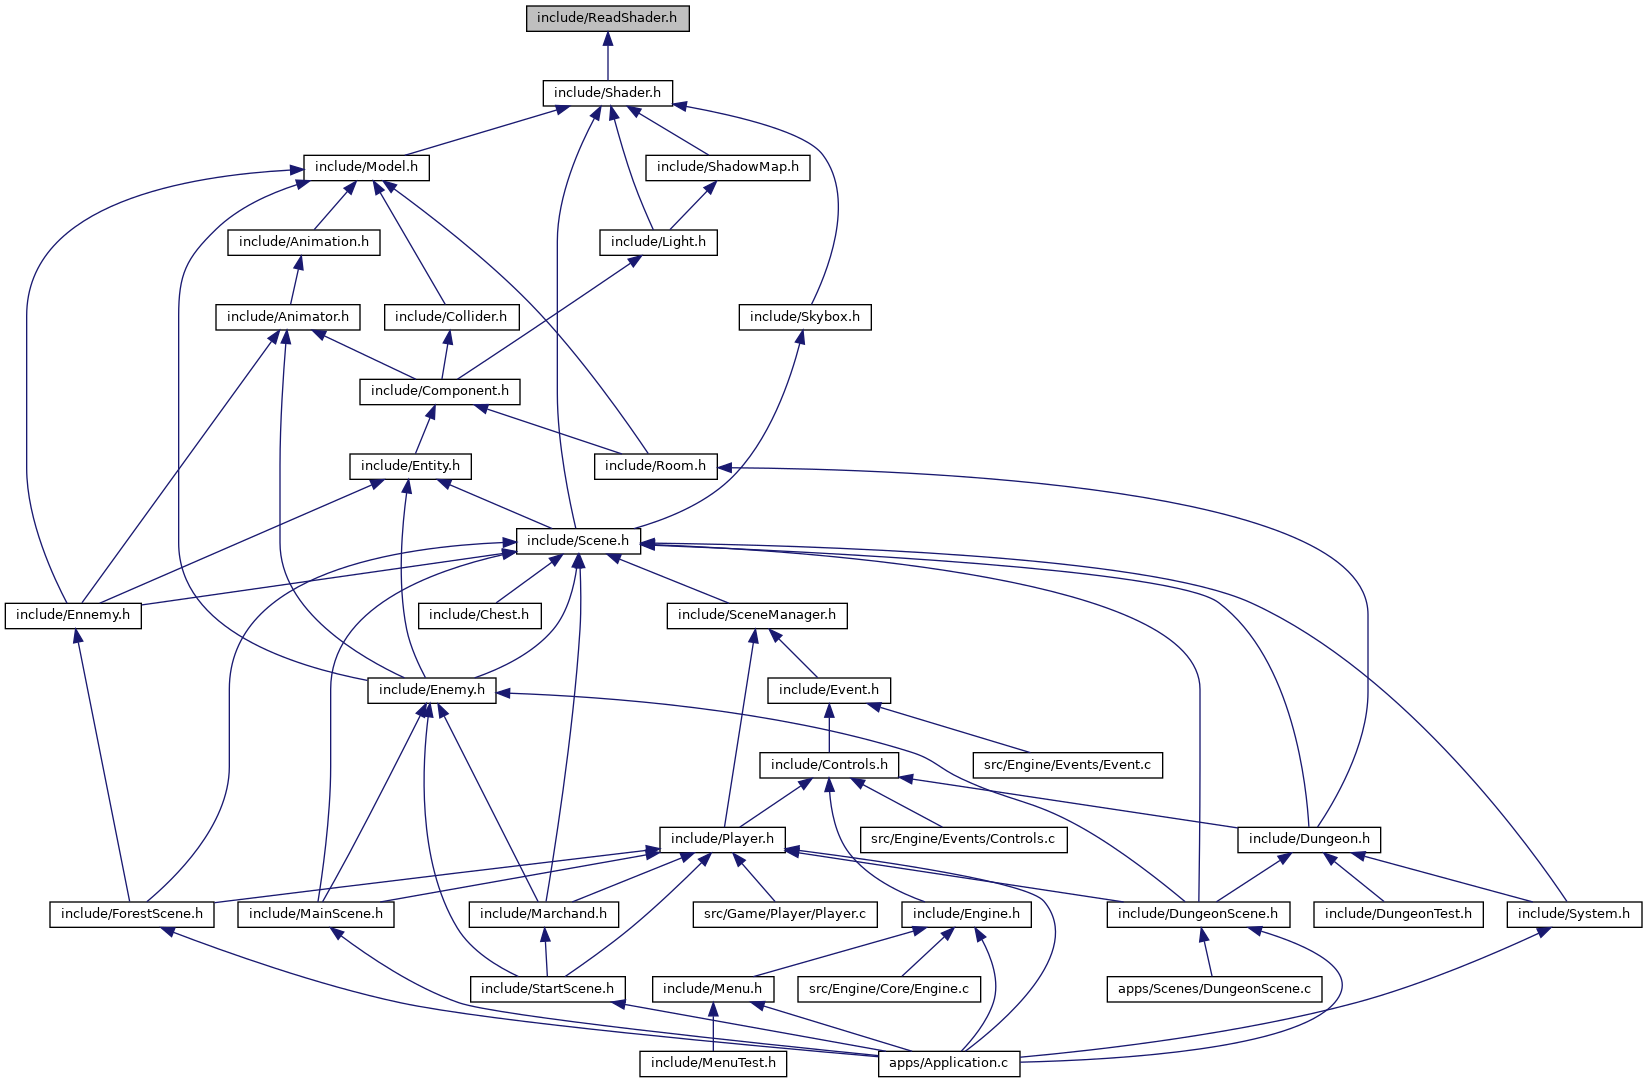 include/ReadShader.h
include/Shader.h
include/Model.h
include/ShadowMap.h
include/Animation.h
include/Light.h
include/Animator.h
include/Collider.h
include/Skybox.h
include/Component.h
include/Entity.h
include/Room.h
include/Scene.h
include/Ennemy.h
include/Chest.h
include/SceneManager.h
include/Enemy.h
include/Event.h
include/Controls.h
src/Engine/Events/Event.c
include/Player.h
src/Engine/Events/Controls.c
include/Dungeon.h
include/ForestScene.h
include/MainScene.h
include/Marchand.h
src/Game/Player/Player.c
include/Engine.h
include/DungeonScene.h
include/DungeonTest.h
include/System.h
include/StartScene.h
include/Menu.h
src/Engine/Core/Engine.c
apps/Scenes/DungeonScene.c
include/MenuTest.h
apps/Application.c